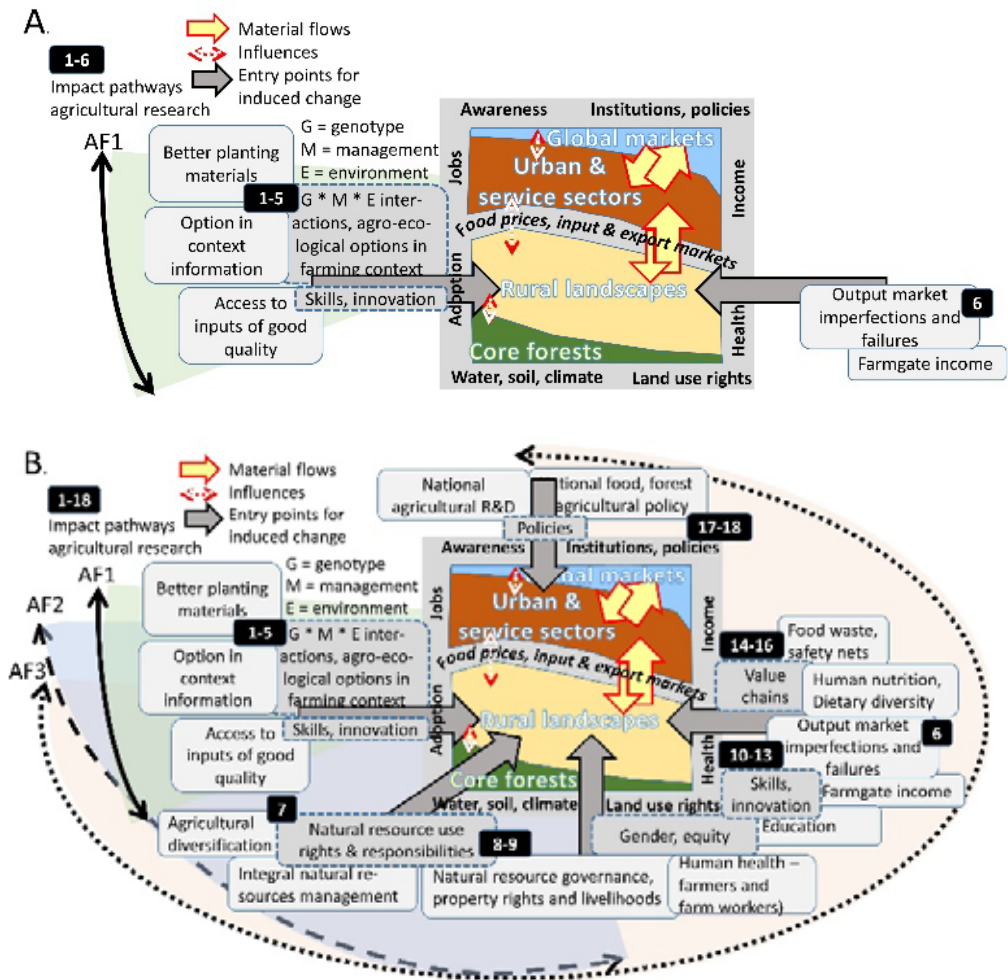 A.
Material flows
Influences
Entry points for
induced change
1-6
Impact pathways
agricultural research
AF1
Better planting
materials
G = genotype
M = management
E = environment
1-5
Option in
context
information
G * M * E inter-
actions, agro-eco-
logical options in
farming context
Access to
inputs of good
quality
Skills, innovation
Awareness
Institutions, policies
Jobs
Income
Adoption
Health
Global markets
Urban &
service sectors
Food prices, input & export markets
Rural landscapes
Core forests
Water, soil, climate
Land use rights
Output market
imperfections and
failures
6
Farmgate income
B.
Material flows
Influences
Entry points for
induced change
1-18
Impact pathways
agricultural research
AF1
AF2
AF3
Better planting
materials
G = genotype
M = management
E = environment
1-5
Option in
context
information
G * M * E inter-
actions, agro-eco-
logical options in
farming context
Access to
inputs of good
quality
Skills, innovation
National
agricultural R&D
tional food, forest
agricultural policy
Policies
17-18
Awareness
Institutions, policies
Jobs
Income
Adoption
Health
obal markets
Urban &
service sectors
Food prices, input & export markets
Rural landscapes
Core forests
Water, soil, climate
Land use rights
14-16
Food waste,
safety nets
Value
chains
Human nutrition,
Dietary diversity
Output market
imperfections and
failures
6
10-13
Skills,
innovation
Farmgate income
Education
Gender, equity
7
Agricultural
diversification
Natural resource use
rights & responsibilities
8-9
Integral natural re-
sources management
Natural resource governance,
property rights and livelihoods
Human health –
farmers and
farm workers)